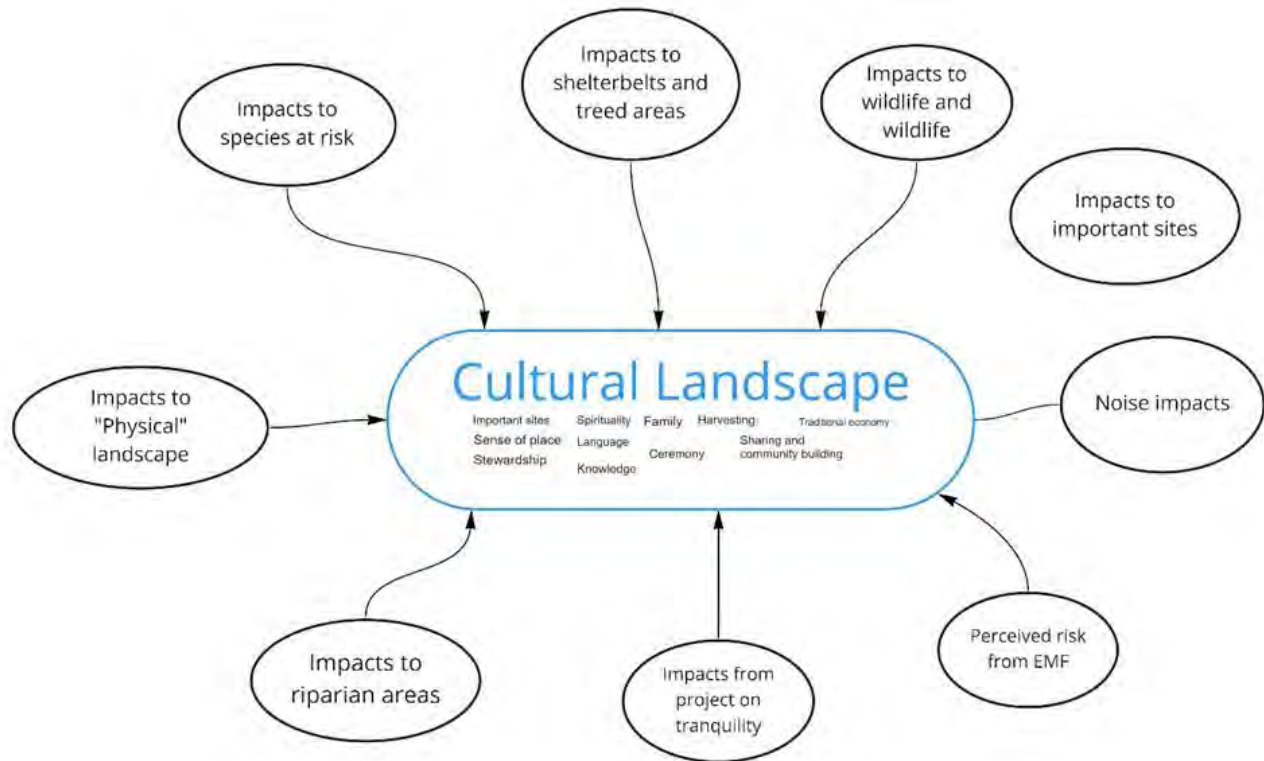 Impacts to
shelterbelts and
treed areas
Impacts to
species at risk
Impacts to
wildlife and
wildlife
Impacts to
important sites
Cultural Landscape
Important sites Spirituality Family Harvesting Traditional economy
Sense of place Language Ceremony Sharing and
community building
Stewardship Knowledge
Impacts to
"Physical"
landscape
Noise impacts
Impacts to
riparian areas
Impacts from
project on
tranquility
Perceived risk
from EMF